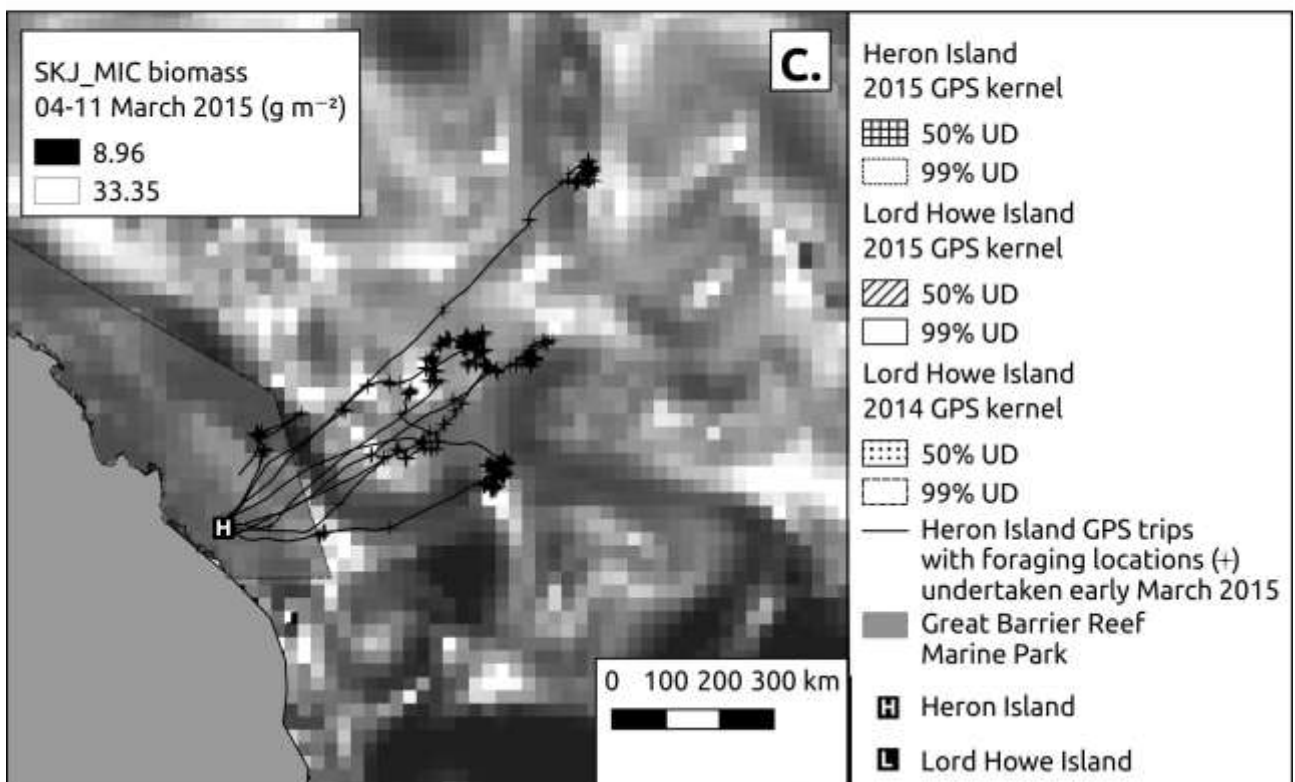 SKJ_MIC biomass
04-11 March 2015 (g m⁻²)
8.96
33.35
C.
H
0 100 200 300 km
Heron Island
2015 GPS kernel
50% UD
99% UD
Lord Howe Island
2015 GPS kernel
50% UD
99% UD
Lord Howe Island
2014 GPS kernel
50% UD
99% UD
Heron Island GPS trips
with foraging locations (+)
undertaken early March 2015
Great Barrier Reef
Marine Park
H Heron Island
L Lord Howe Island